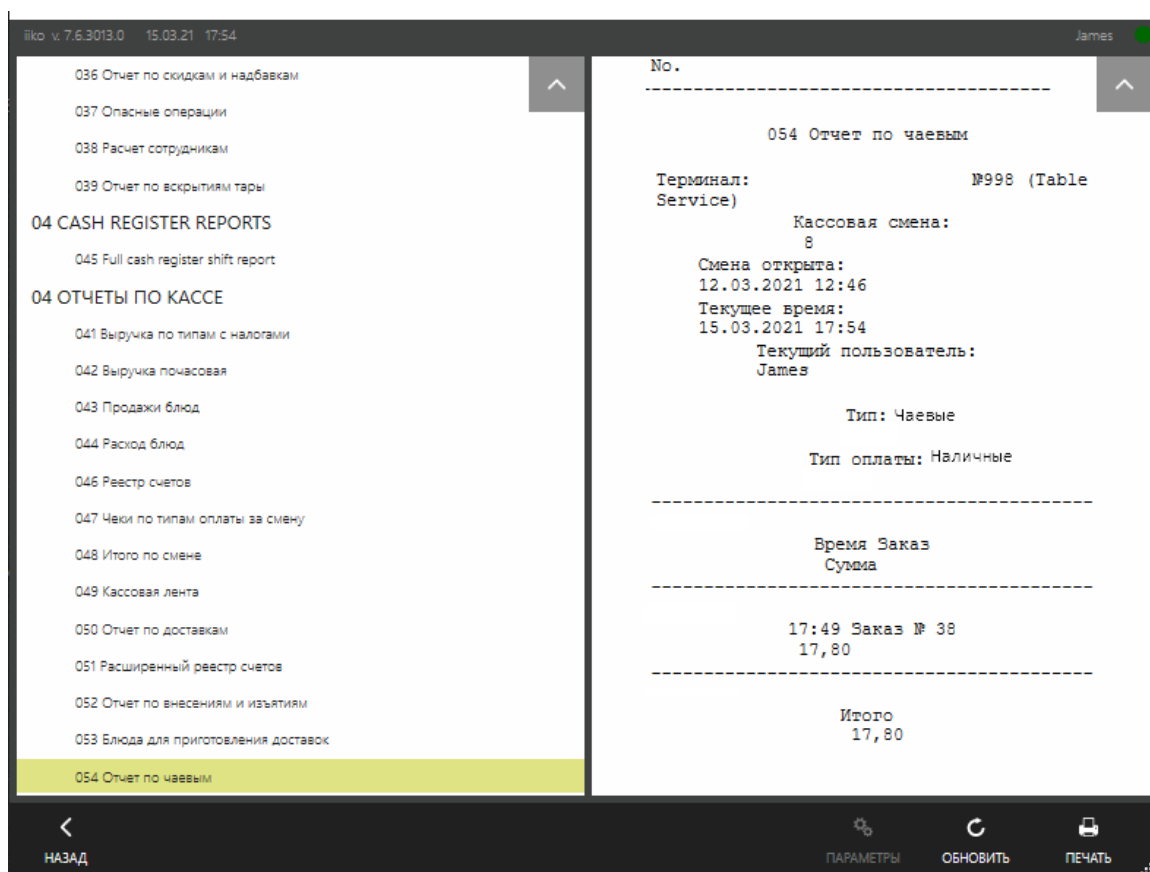 iiko v. 7.6.3013.0 15.03.21 17:54 James
036 Отчет по скидкам и надбавкам
037 Опасные операции
038 Расчет сотрудникам
039 Отчет по вскрытиям тары
04 CASH REGISTER REPORTS
045 Full cash register shift report
04 ОТЧЕТЫ ПО КАССЕ
041 Выручка по типам с налогами
042 Выручка почасовая
043 Продажи блюд
044 Расход блюд
046 Реестр счетов
047 Чеки по типам оплаты за смену
048 Итого по смене
049 Кассовая лента
050 Отчет по доставкам
051 Расширенный реестр счетов
052 Отчет по внесениям и изъятиям
053 Блюда для приготовления доставок
054 Отчет по чаевым
No.
054 Отчет по чаевым
Терминал: №998 (Table
Service)
Кассовая смена:
8
Смена открыта:
12.03.2021 12:46
Текущее время:
15.03.2021 17:54
Текущий пользователь:
James
Тип: Чаевые
Тип оплаты: Наличные
Время Заказ
Сумма
17:49 Заказ № 38
17,80
Итого
17,80
НАЗАД ПАРАМЕТРЫ ОБНОВИТЬ ПЕЧАТЬ